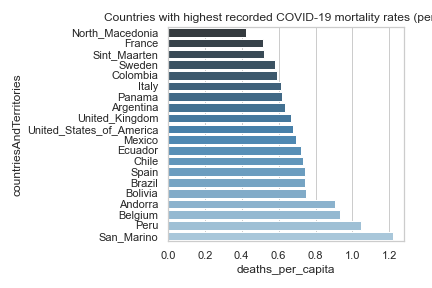 Countries with highest recorded COVID-19 mortality rates (per
North_Macedonia
France
Sint_Maarten
Sweden
Colombia
Italy
Panama
Argentina
United_Kingdom
United_States_of_America
Mexico
Ecuador
Chile
Spain
Brazil
Bolivia
Andorra
Belgium
Peru
San_Marino
countriesAndTerritories
0.0 0.2 0.4 0.6 0.8 1.0 1.2
deaths_per_capita